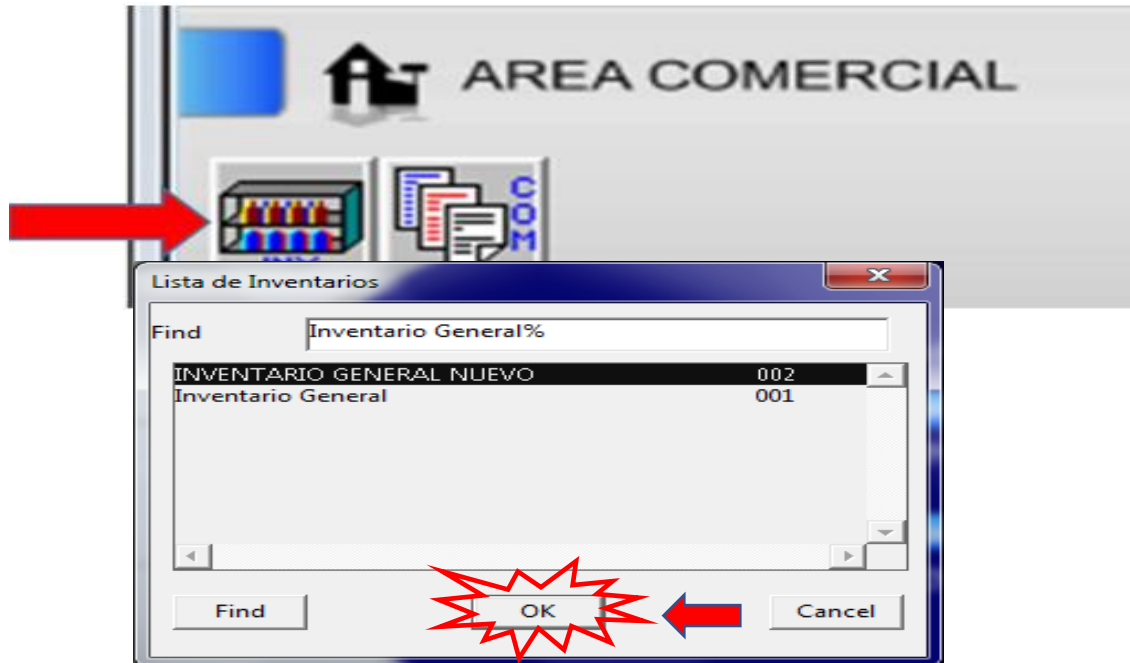 AREA COMERCIAL
COM
Lista de Inventarios
Find Inventario General%
INVENTARIO GENERAL NUEVO 002
Inventario General 001
Find OK Cancel